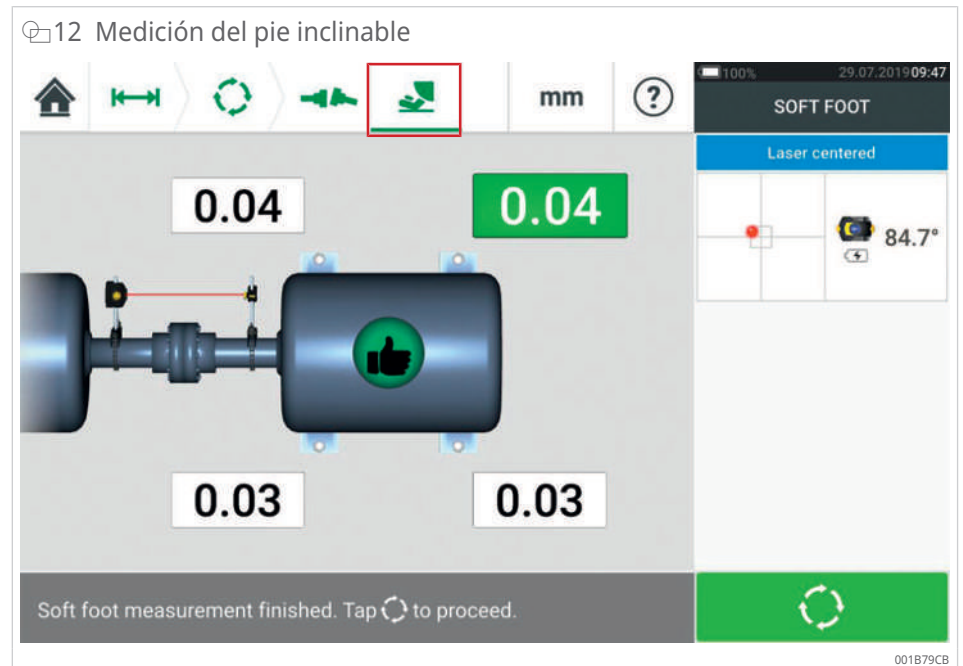 12 Medición del pie inclinable
mm
?
100%
29.07.2019 09:47
SOFT FOOT
Laser centered
0.04
0.04
84.7°
0.03
0.03
Soft foot measurement finished. Tap to proceed.
001B79CB